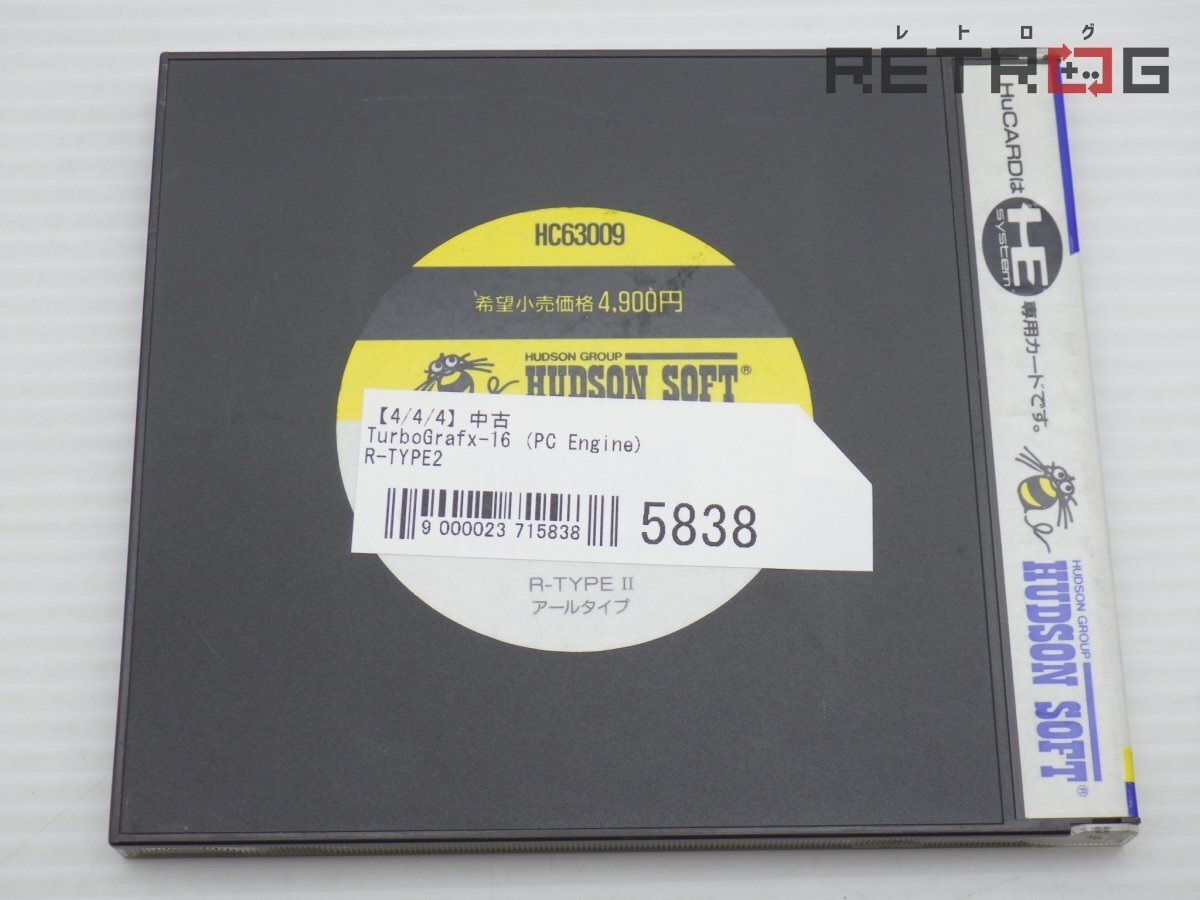 レトログ
RETROG
HC63009
希望小売価格 4,900円
HUDSON GROUP
HUDSON SOFT®
【4/4/4】中古
TurboGrafx-16 (PC Engine)
R-TYPE2
9 000023 715838
5838
R-TYPE II
アールタイプ
HuCARDは HE system 専用カードです。
HUDSON GROUP
HUDSON SOFT®